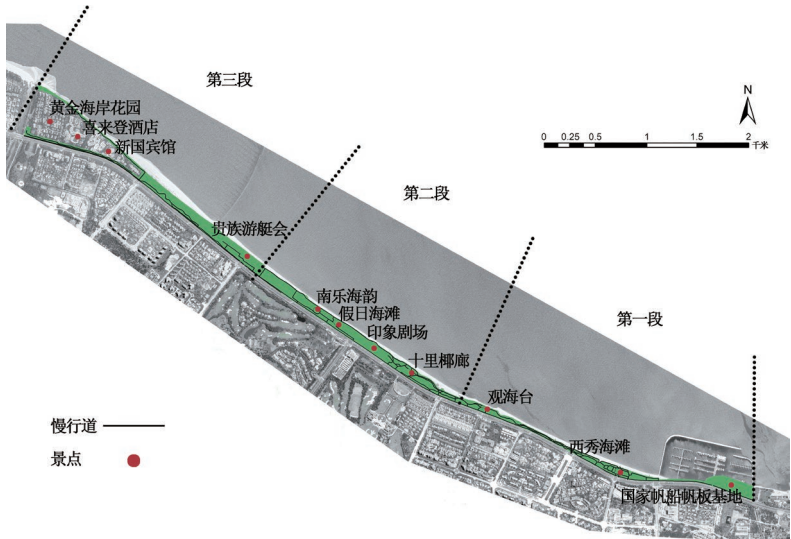 第三段
N
黄金海岸花园
喜来登酒店
新国宾馆
0 0.25 0.5 1 2
千米
第二段
贵族游艇会
南乐海韵
假日海滩
印象剧场
十里椰廊
第一段
观海台
西秀海滩
国家帆船帆板基地
慢行道
景点